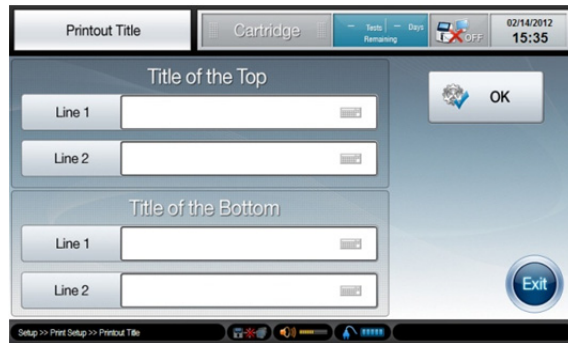 Printout Title
Cartridge
– Tests – Days
Remaining
OFF
02/14/2012
15:35
Title of the Top
Line 1
Line 2
OK
Title of the Bottom
Line 1
Line 2
Exit
Setup >> Print Setup >> Printout Title